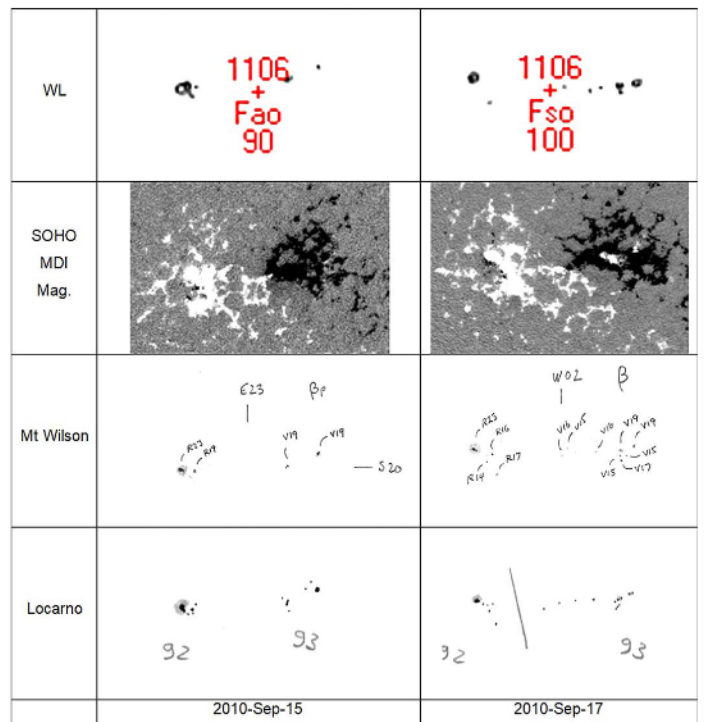 WL
1106
+
Fao
90
1106
+
Fso
100
SOHO
MDI
Mag.
Mt Wilson
E23
βp
R23
R19
V19
V19
S20
W02
β
R23
R16
R14
R17
V16
V15
V16
V19
V19
V15
V15
V17
Locarno
92
93
92
93
2010-Sep-15
2010-Sep-17